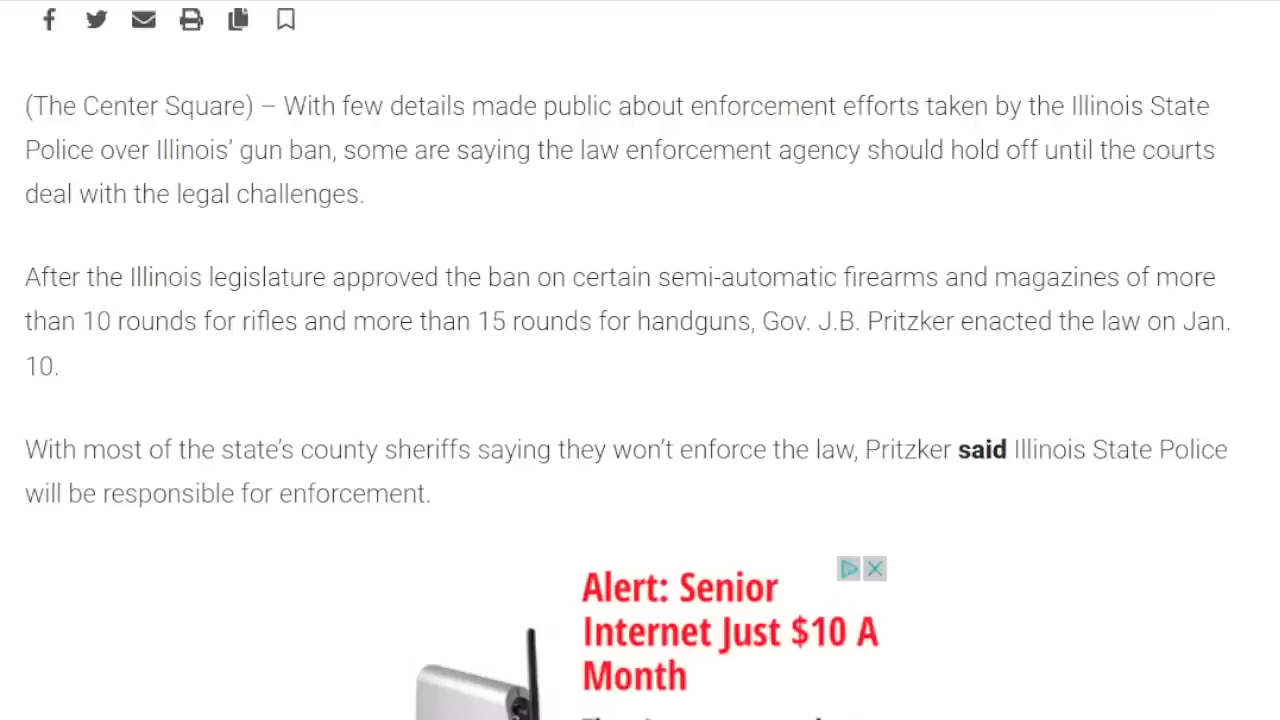 (The Center Square) – With few details made public about enforcement efforts taken by the Illinois State
Police over Illinois’ gun ban, some are saying the law enforcement agency should hold off until the courts
deal with the legal challenges.
After the Illinois legislature approved the ban on certain semi-automatic firearms and magazines of more
than 10 rounds for rifles and more than 15 rounds for handguns, Gov. J.B. Pritzker enacted the law on Jan.
10.
With most of the state’s county sheriffs saying they won’t enforce the law, Pritzker said Illinois State Police
will be responsible for enforcement.
Alert: Senior
Internet Just $10 A
Month